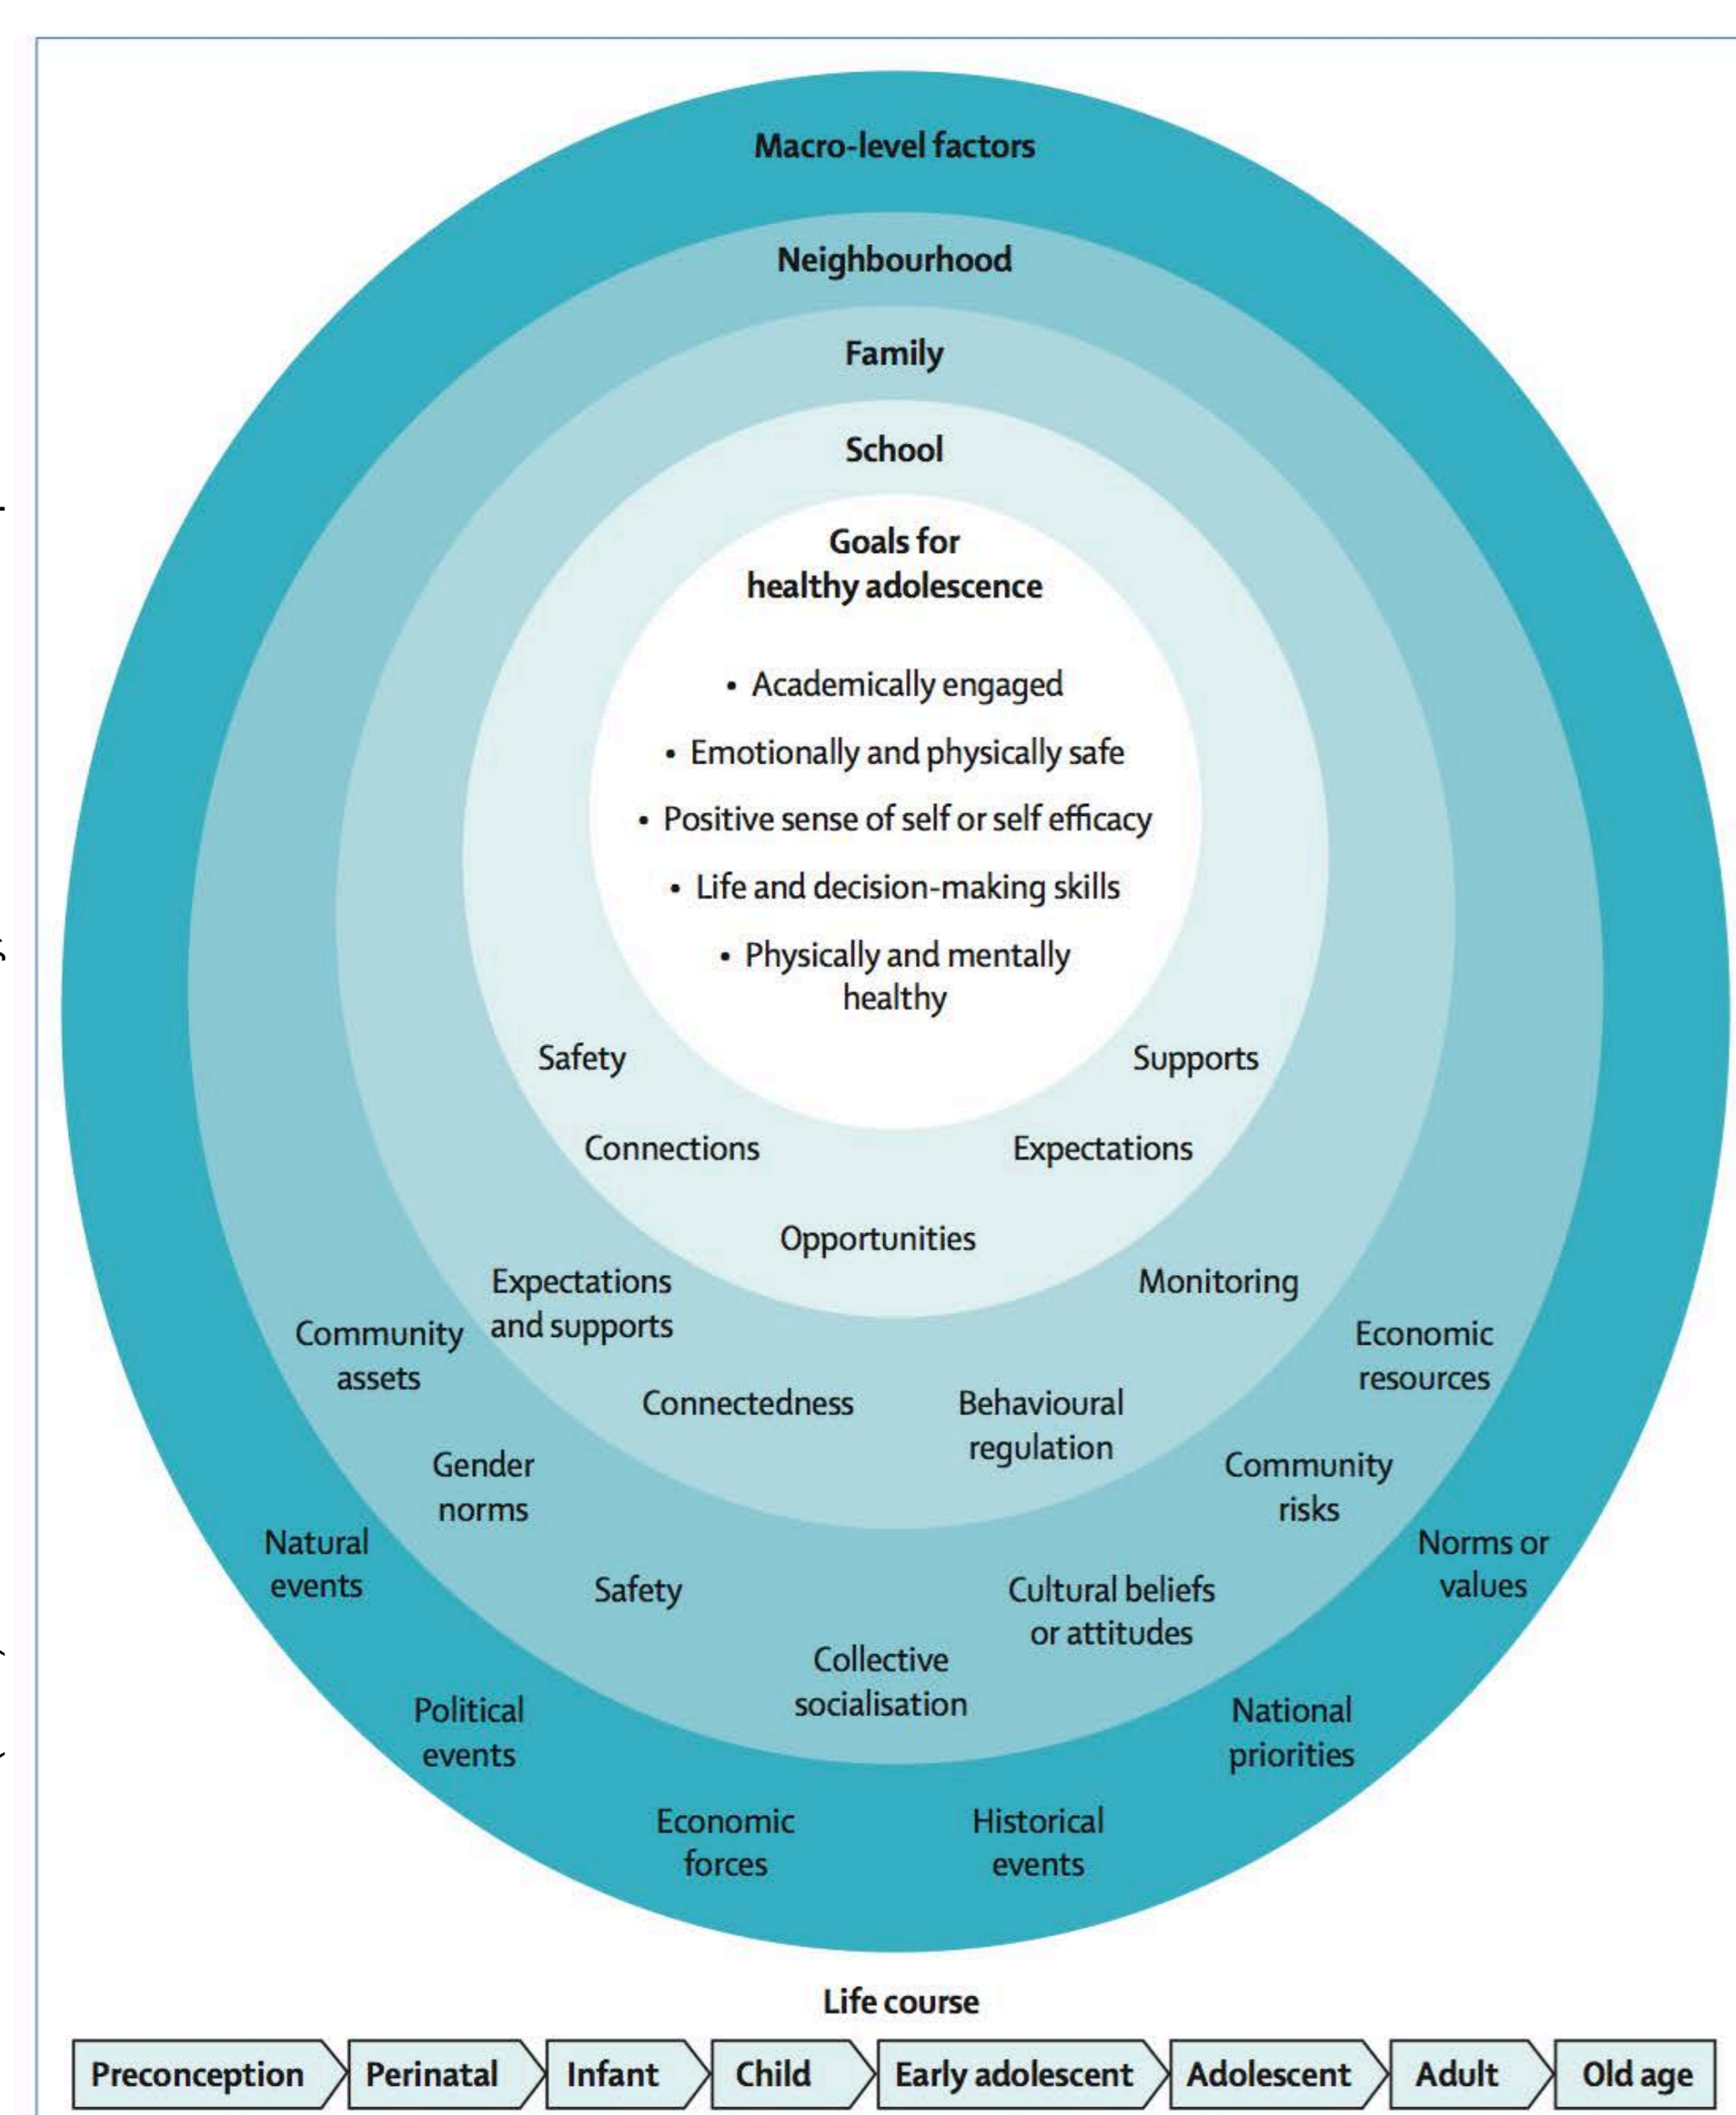 Macro-level factors
Neighbourhood
Family
School
Goals for
healthy adolescence
• Academically engaged
• Emotionally and physically safe
• Positive sense of self or self efficacy
• Life and decision-making skills
• Physically and mentally
healthy
Safety
Supports
Connections
Expectations
Opportunities
Expectations
and supports
Monitoring
Connectedness
Behavioural
regulation
Community
assets
Economic
resources
Gender
norms
Community
risks
Safety
Cultural beliefs
or attitudes
Collective
socialisation
Natural
events
Norms or
values
Political
events
National
priorities
Economic
forces
Historical
events
Life course
Preconception
Perinatal
Infant
Child
Early adolescent
Adolescent
Adult
Old age